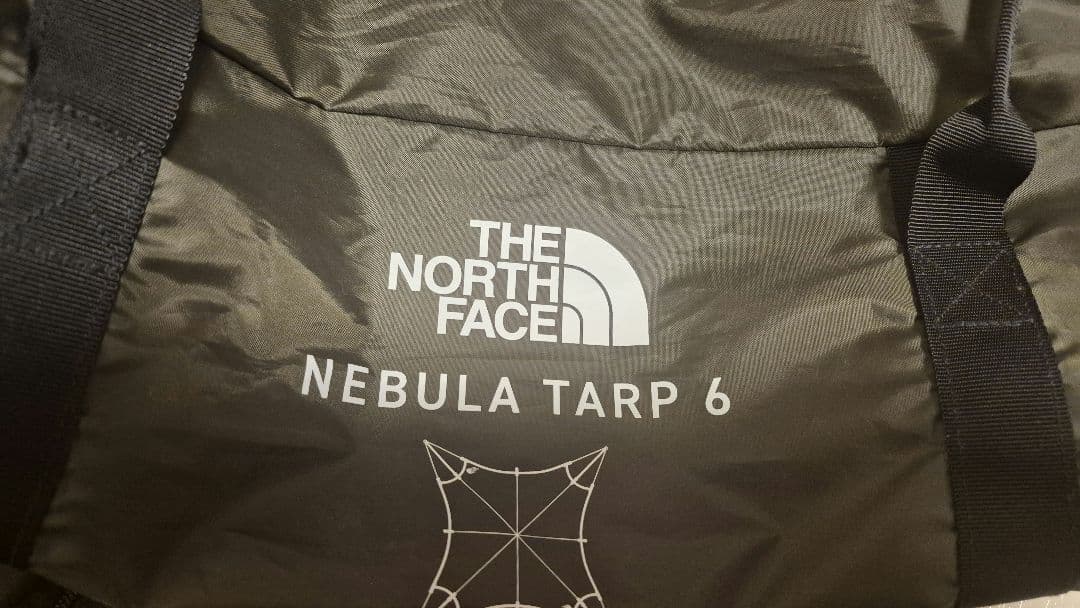 THE
NORTH
FACE
NEBULA TARP 6